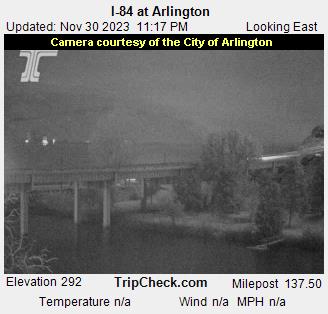 I-84 at Arlington
Updated: Nov 30 2023 11:17 PM Looking East
Camera courtesy of the City of Arlington
Elevation 292 TripCheck.com Milepost 137.50
Temperature n/a Wind n/a MPH n/a